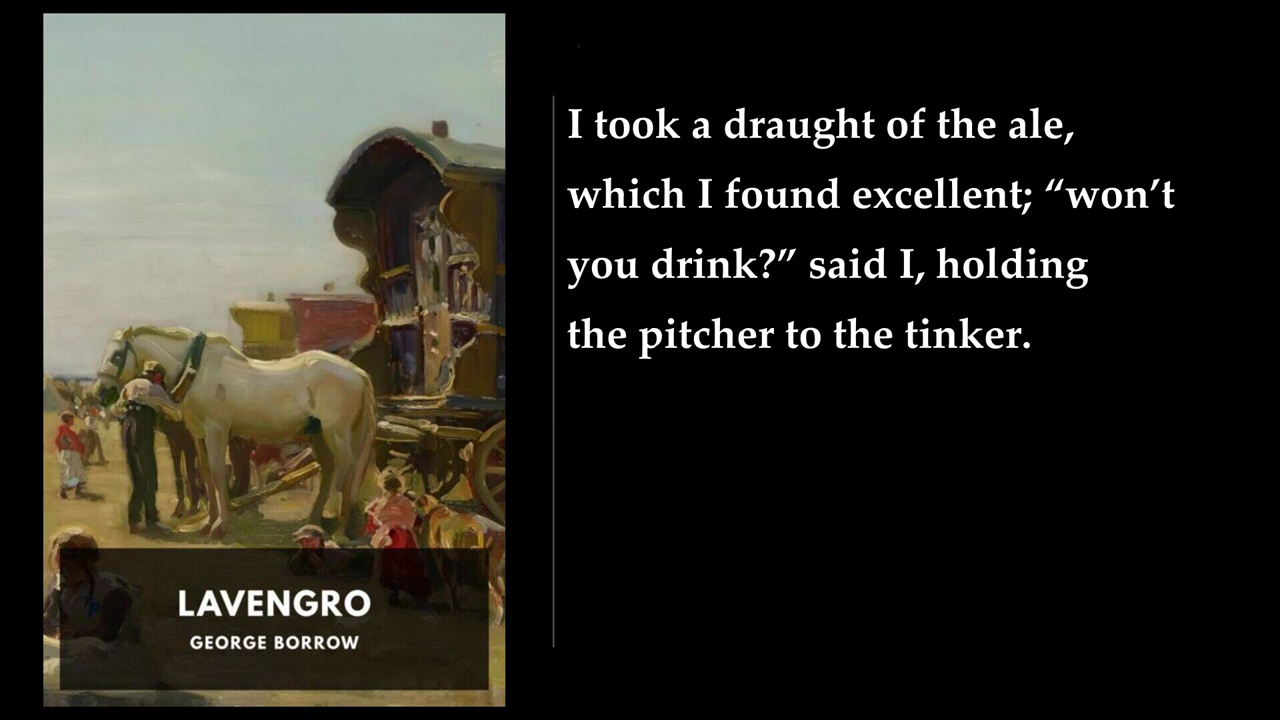 LAVENGRO
GEORGE BORROW
I took a draught of the ale,
which I found excellent; “won’t
you drink?” said I, holding
the pitcher to the tinker.